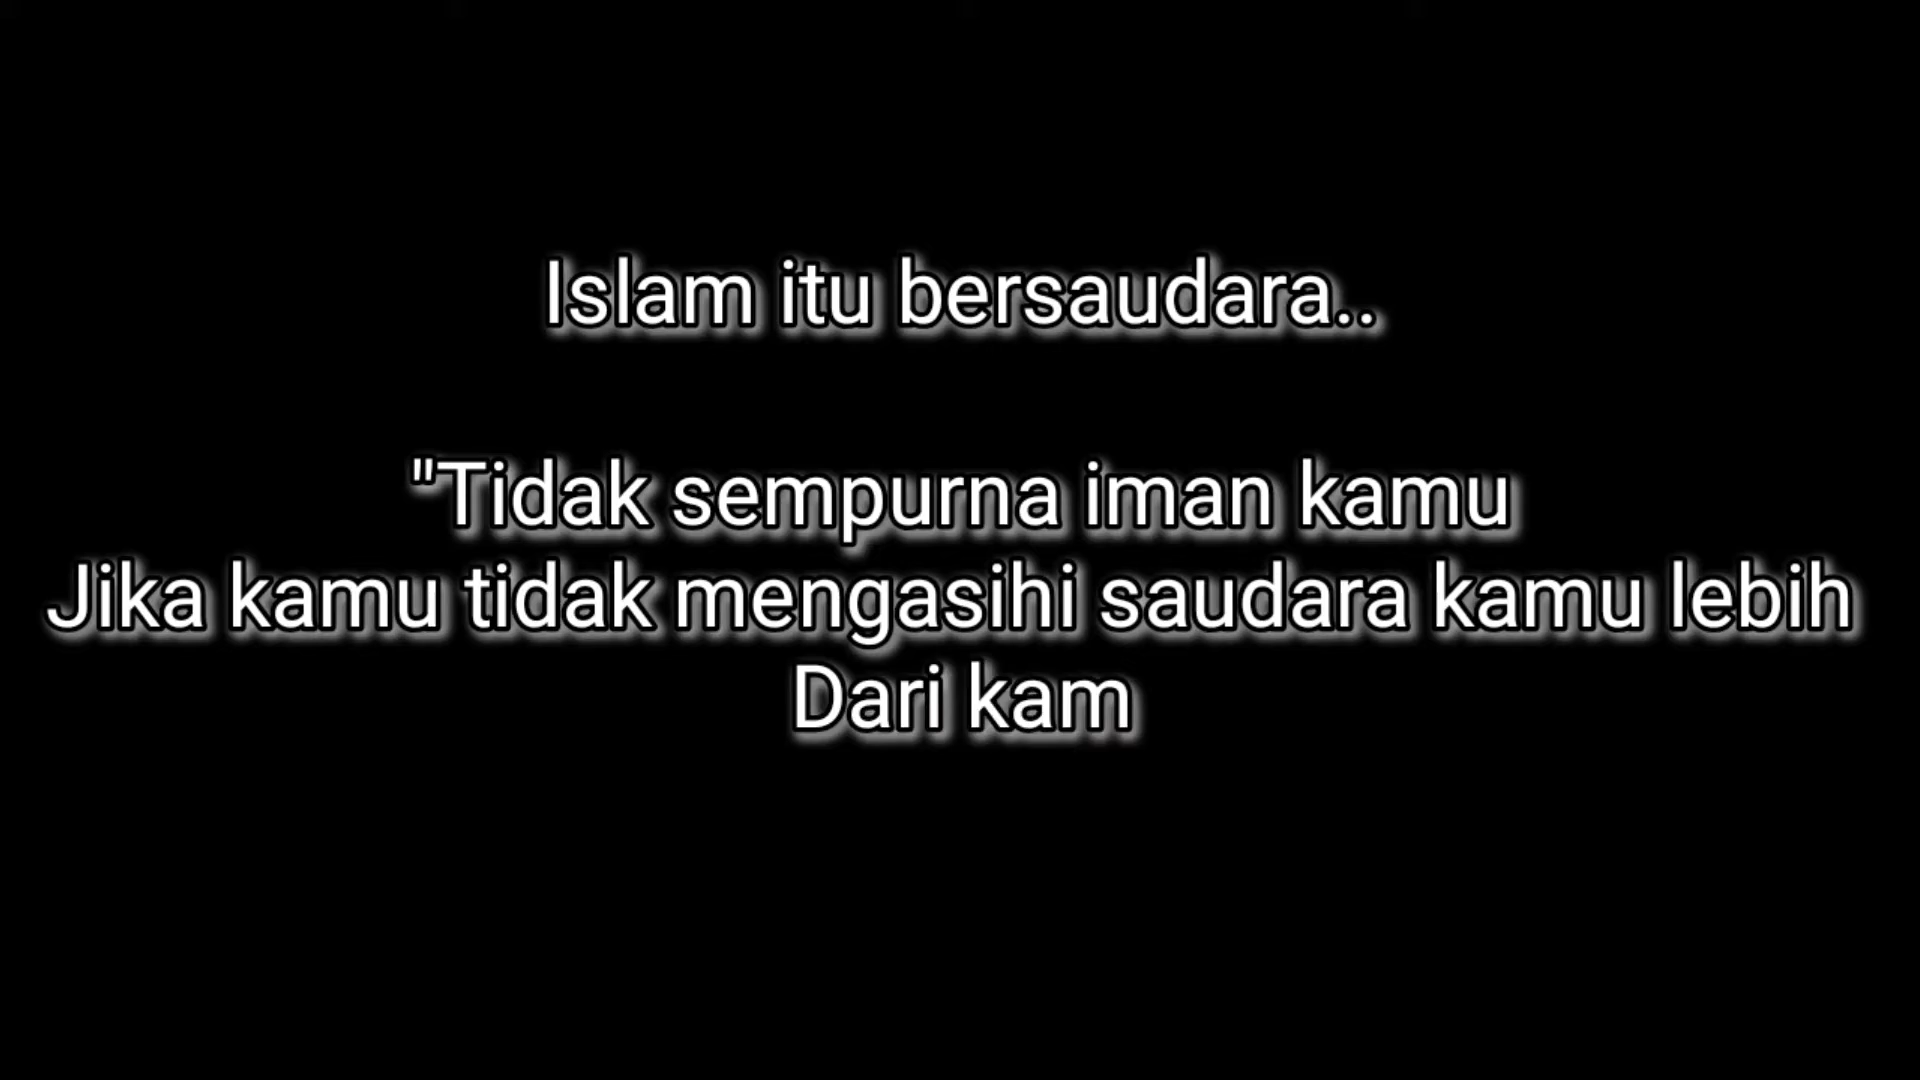 Islam itu bersaudara..
"Tidak sempurna iman kamu
Jika kamu tidak mengasihi saudara kamu lebih
Dari kam